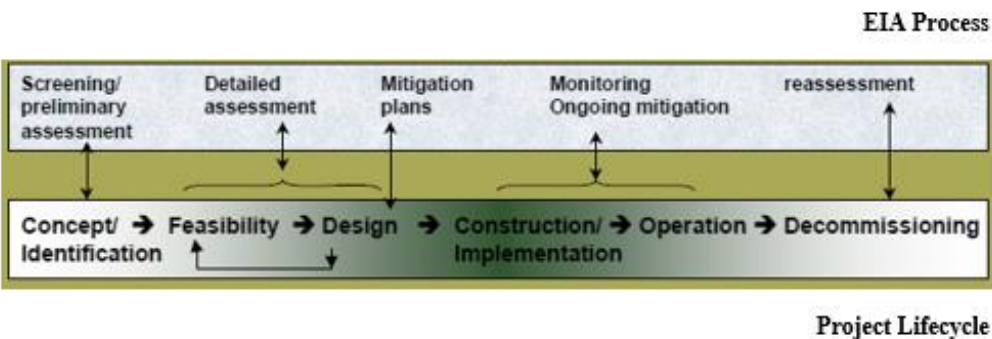 EIA Process
Screening/ preliminary assessment
Detailed assessment
Mitigation plans
Monitoring Ongoing mitigation
reassessment
Concept/ Identification
➔ Feasibility
➔ Design
➔ Construction/ Implementation
➔ Operation
➔ Decommissioning
Project Lifecycle